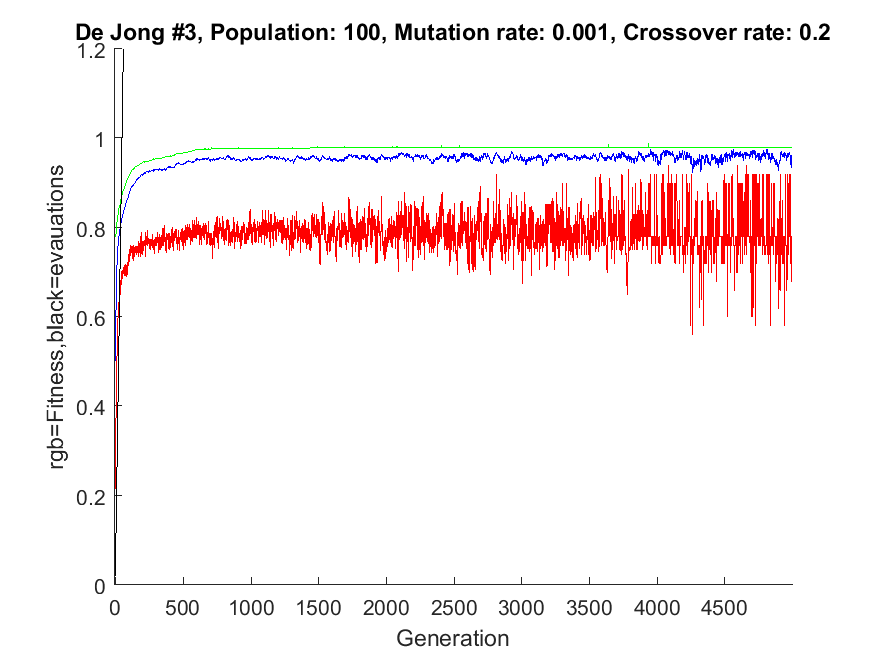 De Jong #3, Population: 100, Mutation rate: 0.001, Crossover rate: 0.2
rgb=Fitness,black=evauations
1.2
1
0.8
0.6
0.4
0.2
0
0 500 1000 1500 2000 2500 3000 3500 4000 4500
Generation